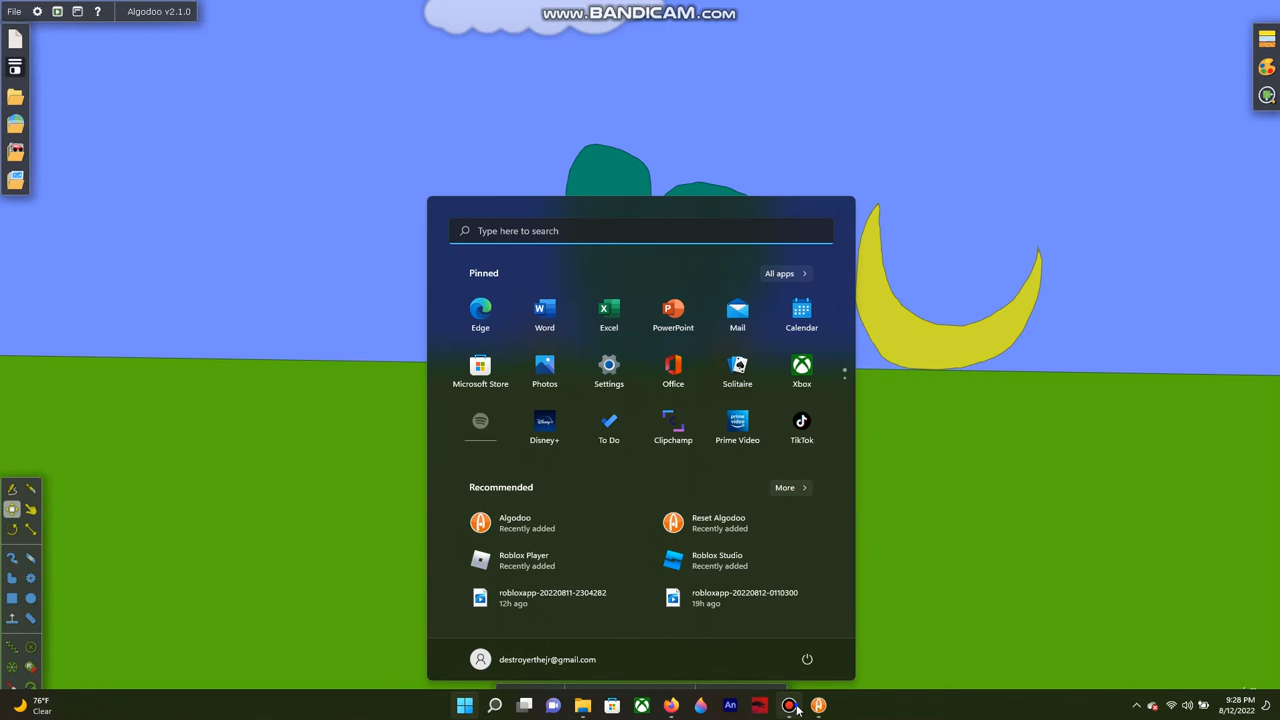 File ? Algodoo v2.1.0
www.BANDICAM.com
Type here to search
Pinned All apps
Edge Word Excel PowerPoint Mail Calendar
Microsoft Store Photos Settings Office Solitaire Xbox
Disney+ To Do Clipchamp Prime Video TikTok
Recommended More
Algodoo Reset Algodoo
Recently added Recently added
Roblox Player Roblox Studio
Recently added Recently added
robloxapp-20220811-2304282 robloxapp-20220812-0110300
12h ago 19h ago
destroyerthejr@gmail.com
76°F 9:28 PM
Clear 8/12/2022